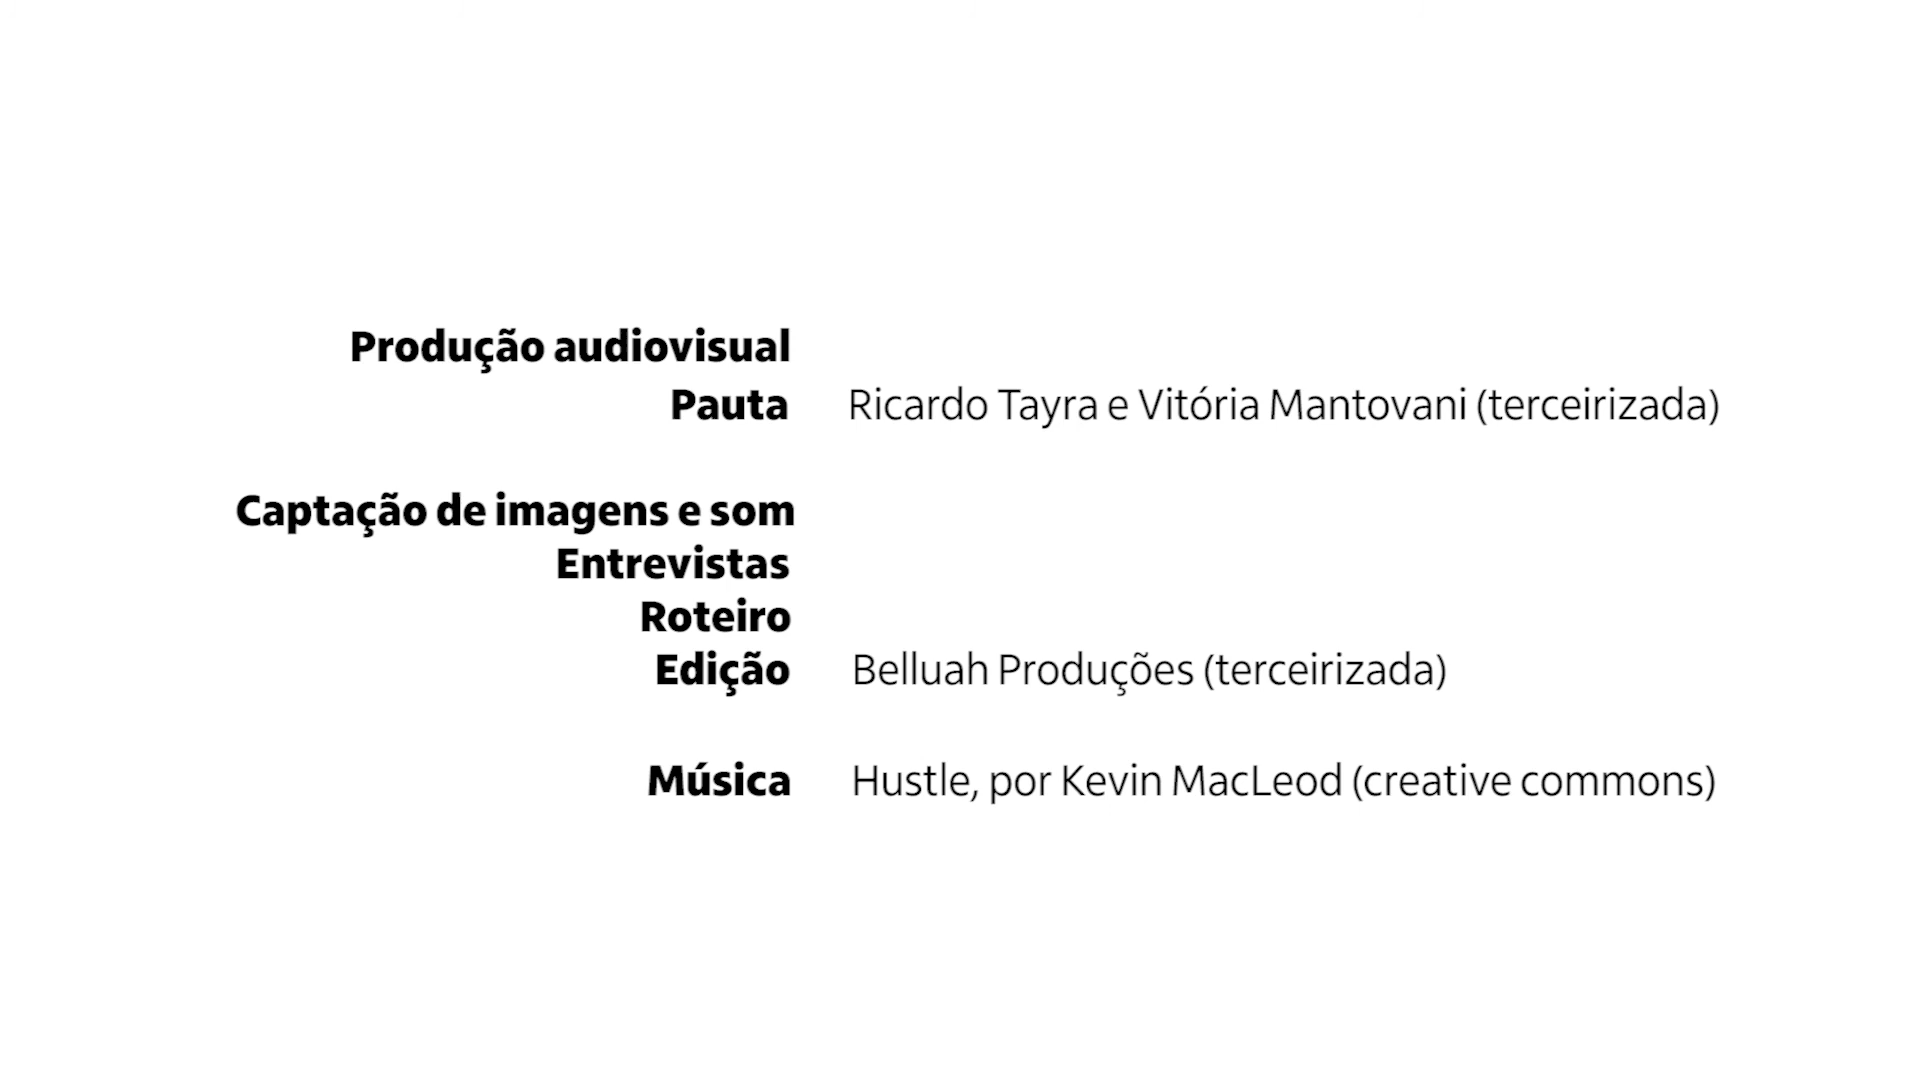 Produção audiovisual
Pauta Ricardo Tayra e Vitória Mantovani (terceirizada)
Captação de imagens e som
Entrevistas
Roteiro
Edição Belluah Produções (terceirizada)
Música Hustle, por Kevin MacLeod (creative commons)